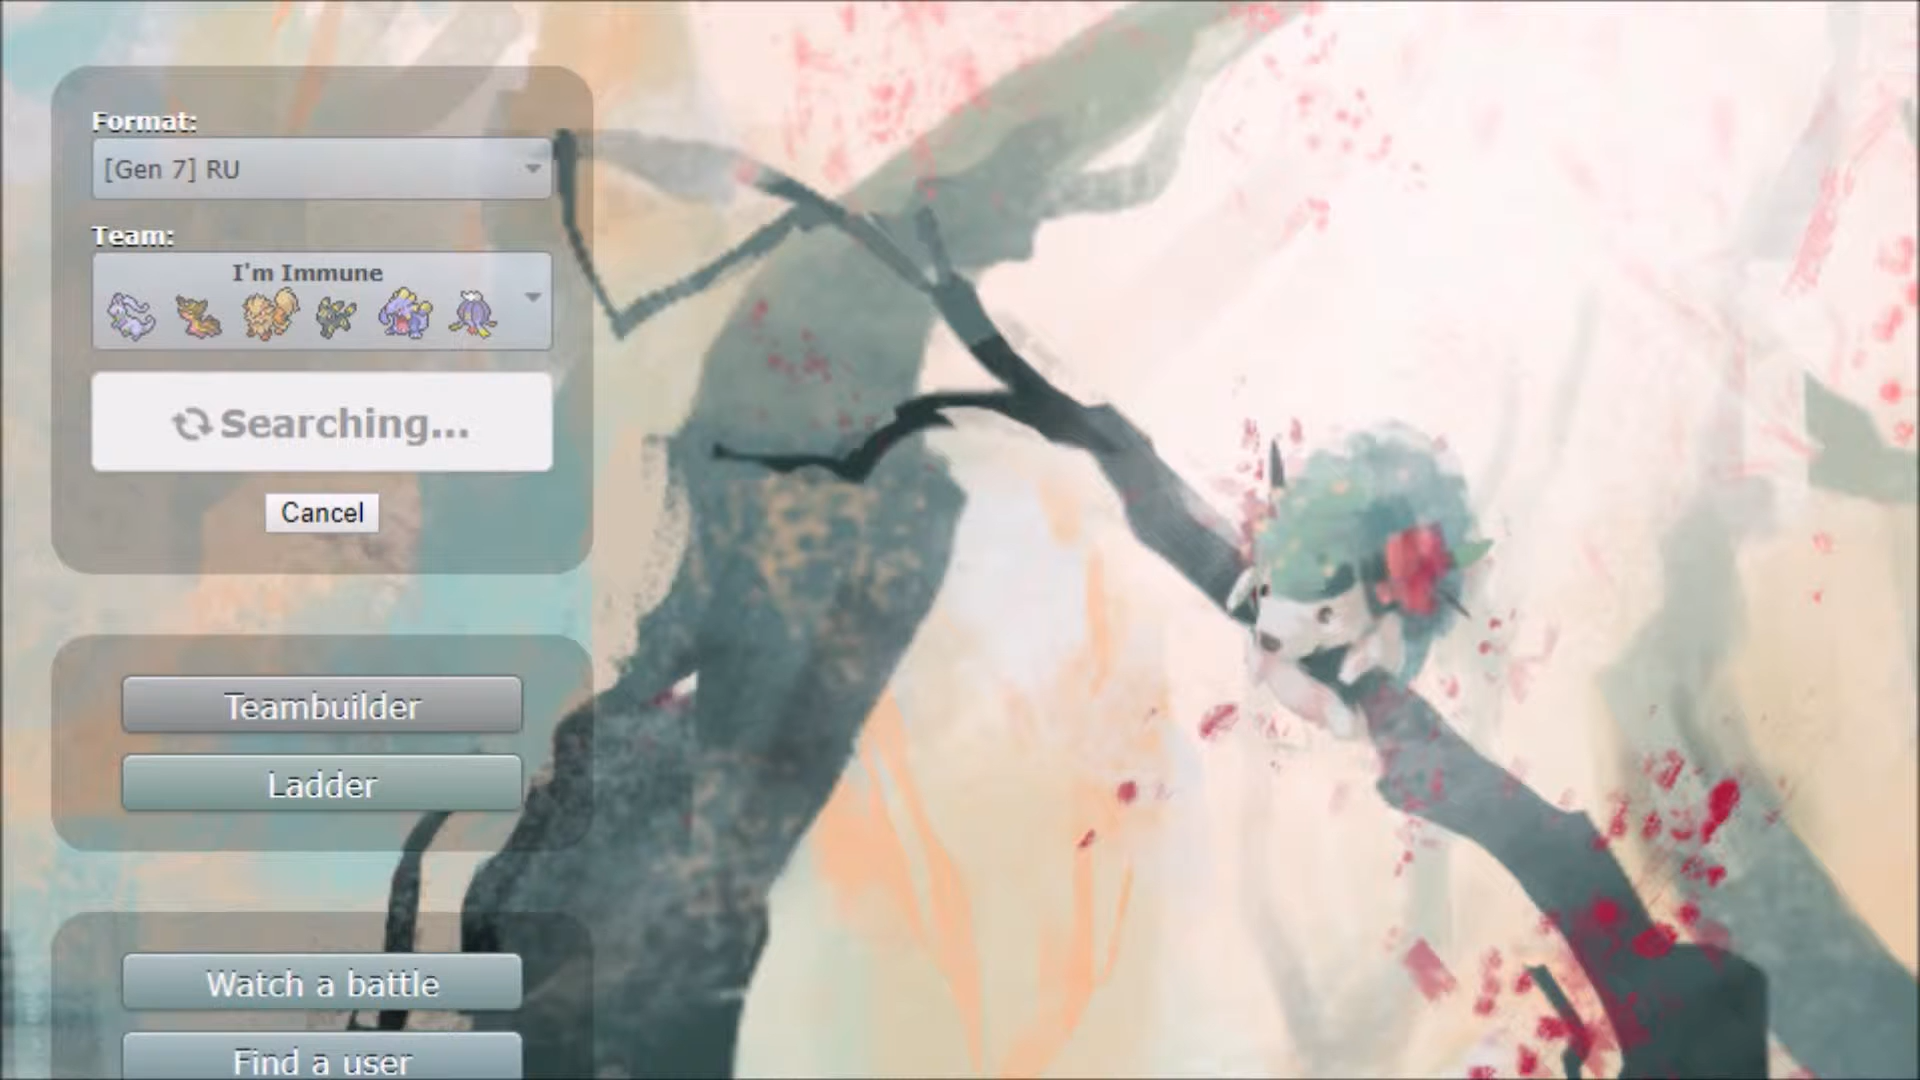 Format:
[Gen 7] RU
Team:
I'm Immune
Searching...
Cancel
Teambuilder
Ladder
Watch a battle
Find a user